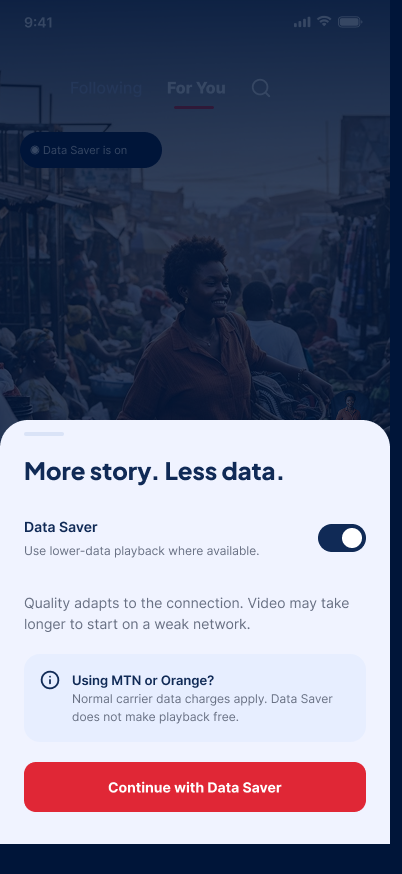 9:41
Following
For You
Data Saver is on
More story. Less data.
Data Saver
Use lower-data playback where available.
Quality adapts to the connection. Video may take
longer to start on a weak network.
Using MTN or Orange?
Normal carrier data charges apply. Data Saver
does not make playback free.
Continue with Data Saver